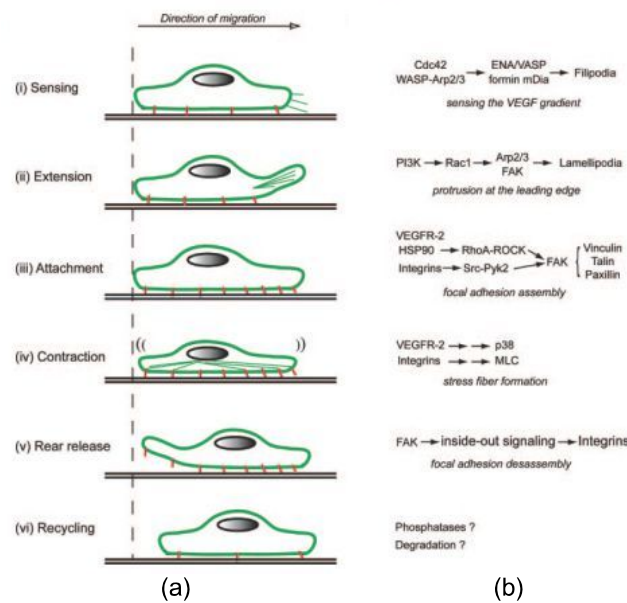 Direction of migration
(i) Sensing
Cdc42 ENA/VASP
WASP-Arp2/3 formin mDia Filipodia
sensing the VEGF gradient
(ii) Extension
PI3K Rac1 Arp2/3 Lamellipodia
FAK
protrusion at the leading edge
(iii) Attachment
VEGFR-2
HSP90 RhoA-ROCK Vinculin
FAK Talin
Integrins Src-Pyk2 Paxillin
focal adhesion assembly
(iv) Contraction
((
))
VEGFR-2 p38
Integrins MLC
stress fiber formation
(v) Rear release
FAK inside-out signaling Integrins
focal adhesion desassembly
(vi) Recycling
Phosphatases ?
Degradation ?
(a) (b)